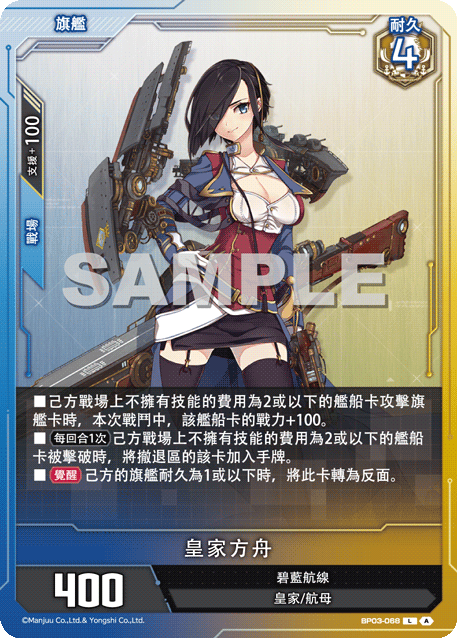 旗艦
耐久
4
支援+100
戰場
SAMPLE
■己方戰場上不擁有技能的費用為2或以下的艦船卡攻擊旗
艦卡時，本次戰鬥中，該艦船卡的戰力+100。
■ 每回合1次 己方戰場上不擁有技能的費用為2或以下的艦船
卡被擊破時，將撤退區的該卡加入手牌。
■ 覺醒 己方的旗艦耐久為1或以下時，將此卡轉為反面。
皇家方舟
400
碧藍航線
皇家/航母
©Manjuu Co.,Ltd.& Yongshi Co.,Ltd.
BP03-068 L A